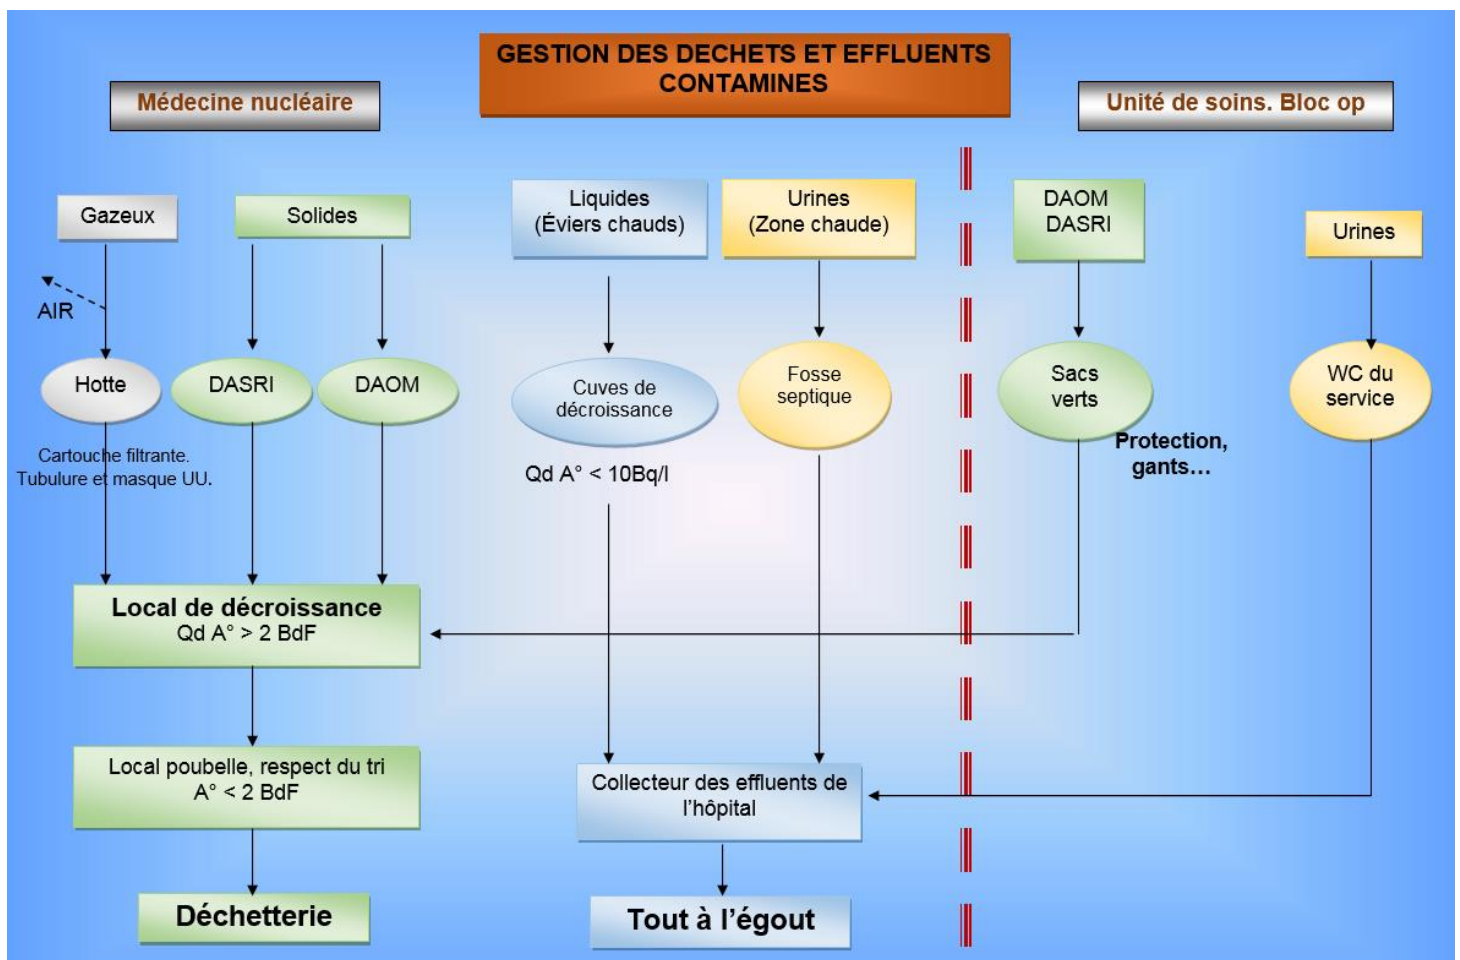 GESTION DES DECHETS ET EFFLUENTS
CONTAMINES
Médecine nucléaire
Unité de soins. Bloc op
Gazeux
Solides
Liquides
(Éviers chauds)
Urines
(Zone chaude)
DAOM
DASRI
Urines
AIR
Hotte
DASRI
DAOM
Cuves de
décroissance
Fosse
septique
Sacs
verts
WC du
service
Cartouche filtrante.
Tubulure et masque UU.
Qd A° < 10Bq/l
Protection,
gants...
Local de décroissance
Qd A° > 2 BdF
Local poubelle, respect du tri
A° < 2 BdF
Collecteur des effluents de
l'hôpital
Déchetterie
Tout à l'égout